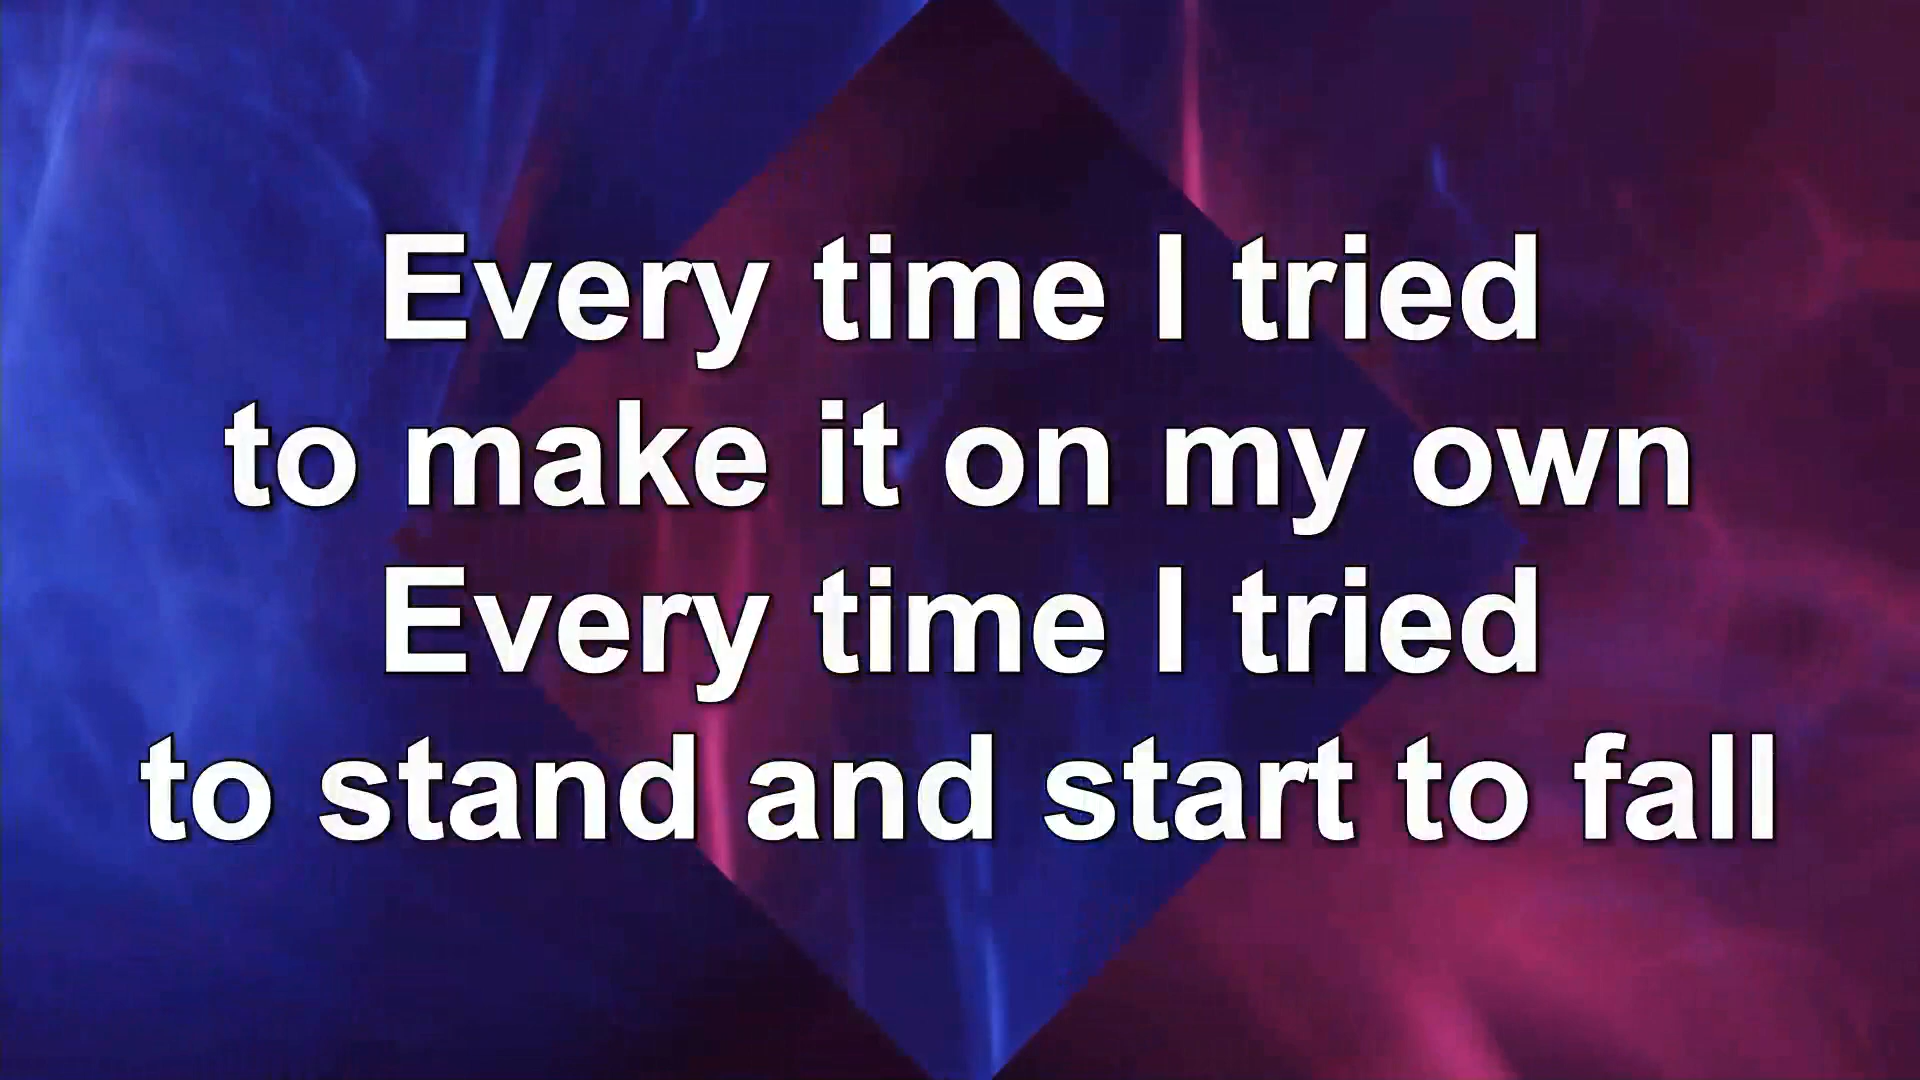 Every time I tried
to make it on my own
Every time I tried
to stand and start to fall